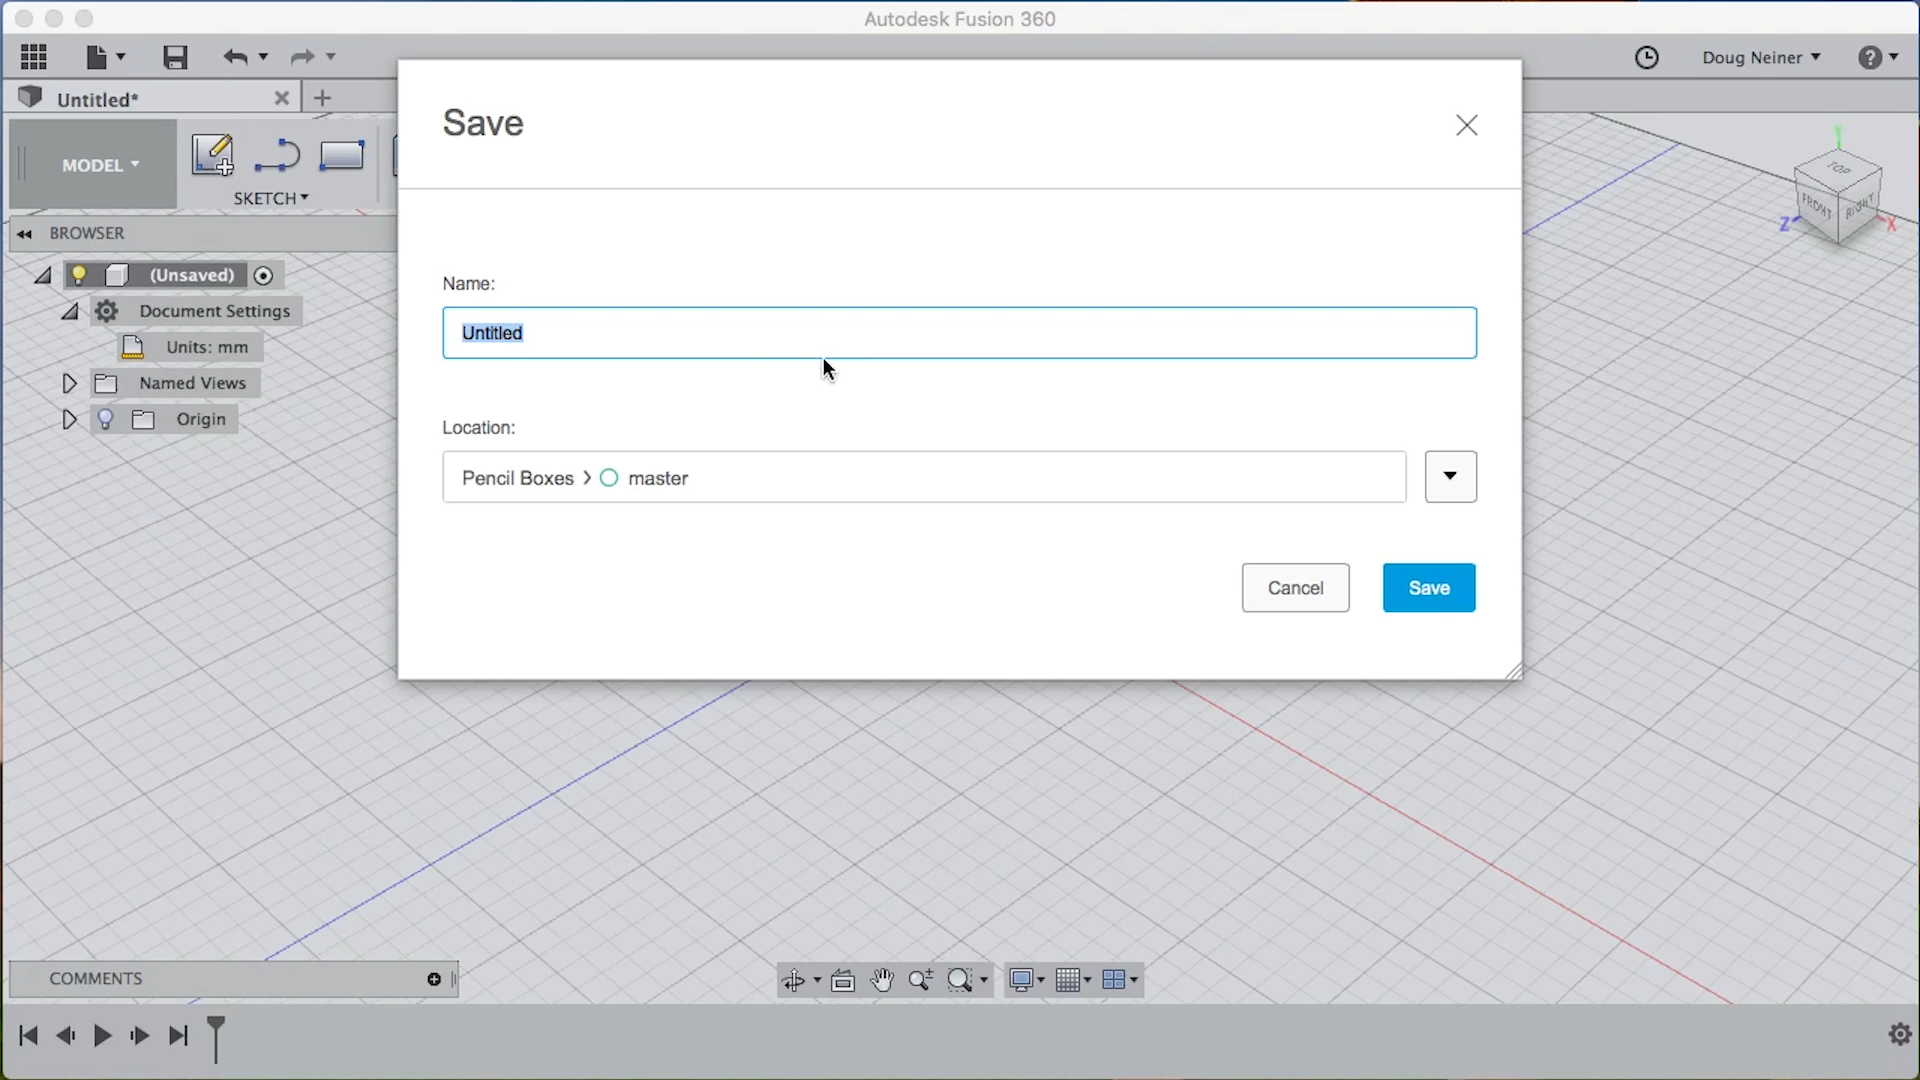 Autodesk Fusion 360
Doug Neiner
?
Untitled*
MODEL
SKETCH
BROWSER
(Unsaved)
Document Settings
Units: mm
Named Views
Origin
Save
Name:
Untitled
Location:
Pencil Boxes > master
Cancel
Save
Y
TOP
FRONT
RIGHT
Z
X
COMMENTS